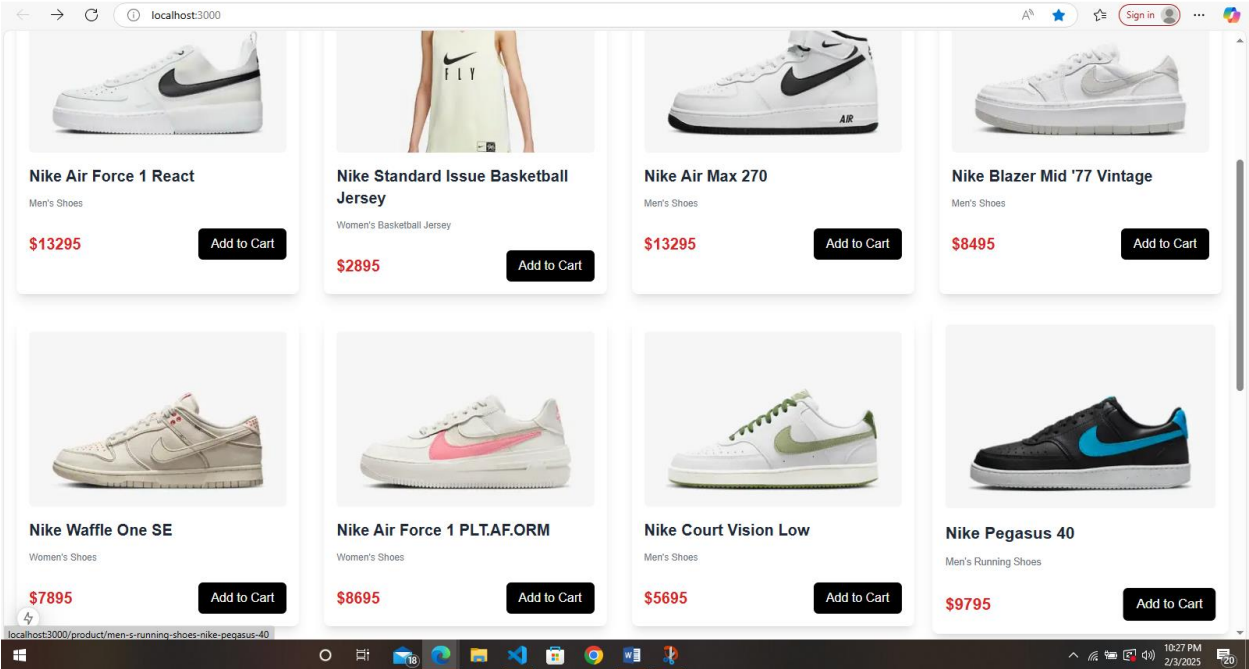 localhost:3000
Sign in
FLY
AIR
Nike Air Force 1 React
Men's Shoes
$13295
Add to Cart
Nike Standard Issue Basketball
Jersey
Women's Basketball Jersey
$2895
Add to Cart
Nike Air Max 270
Men's Shoes
$13295
Add to Cart
Nike Blazer Mid '77 Vintage
Men's Shoes
$8495
Add to Cart
Nike Waffle One SE
Women's Shoes
$7895
Add to Cart
Nike Air Force 1 PLT.AF.ORM
Women's Shoes
$8695
Add to Cart
Nike Court Vision Low
Men's Shoes
$5695
Add to Cart
Nike Pegasus 40
Men's Running Shoes
$9795
Add to Cart
localhost:3000/product/men-s-running-shoes-nike-pegasus-40
18
10:27 PM
2/3/2025
20